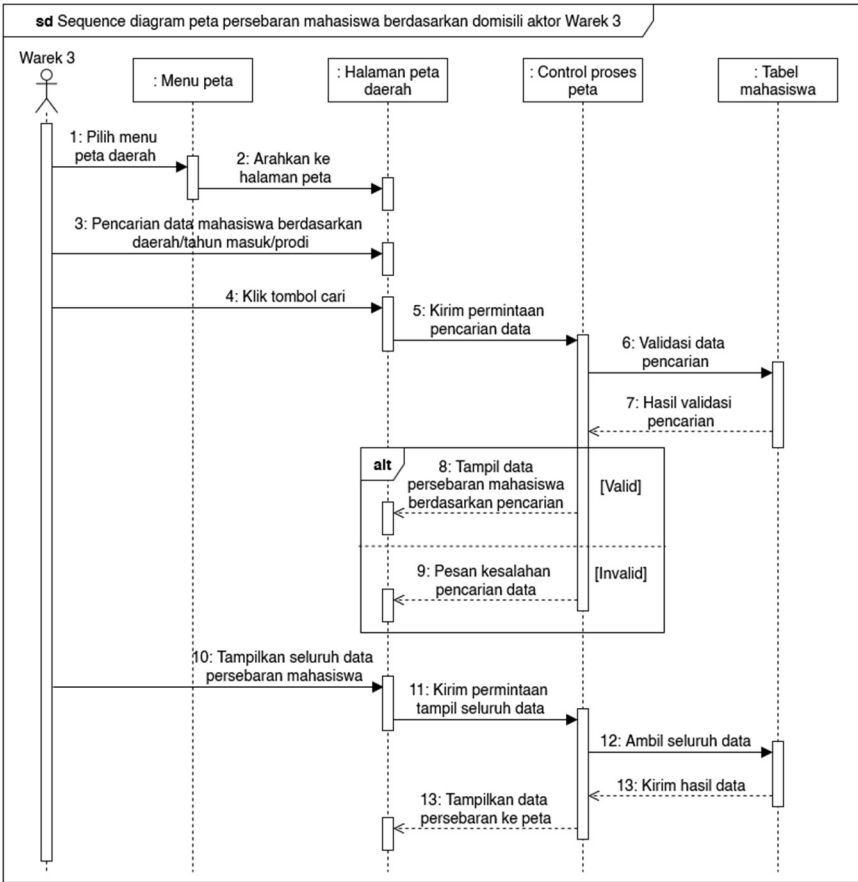 sd Sequence diagram peta persebaran mahasiswa berdasarkan domisili aktor Warek 3
Warek 3
: Menu peta
: Halaman peta
daerah
: Control proses
peta
: Tabel
mahasiswa
1: Pilih menu
peta daerah
2: Arahkan ke
halaman peta
3: Pencarian data mahasiswa berdasarkan
daerah/tahun masuk/prodi
4: Klik tombol cari
5: Kirim permintaan
pencarian data
6: Validasi data
pencarian
7: Hasil validasi
pencarian
alt
8: Tampil data
persebaran mahasiswa
berdasarkan pencarian
[Valid]
9: Pesan kesalahan
pencarian data
[Invalid]
10: Tampilkan seluruh data
persebaran mahasiswa
11: Kirim permintaan
tampil seluruh data
12: Ambil seluruh data
13: Kirim hasil data
13: Tampilkan data
persebaran ke peta